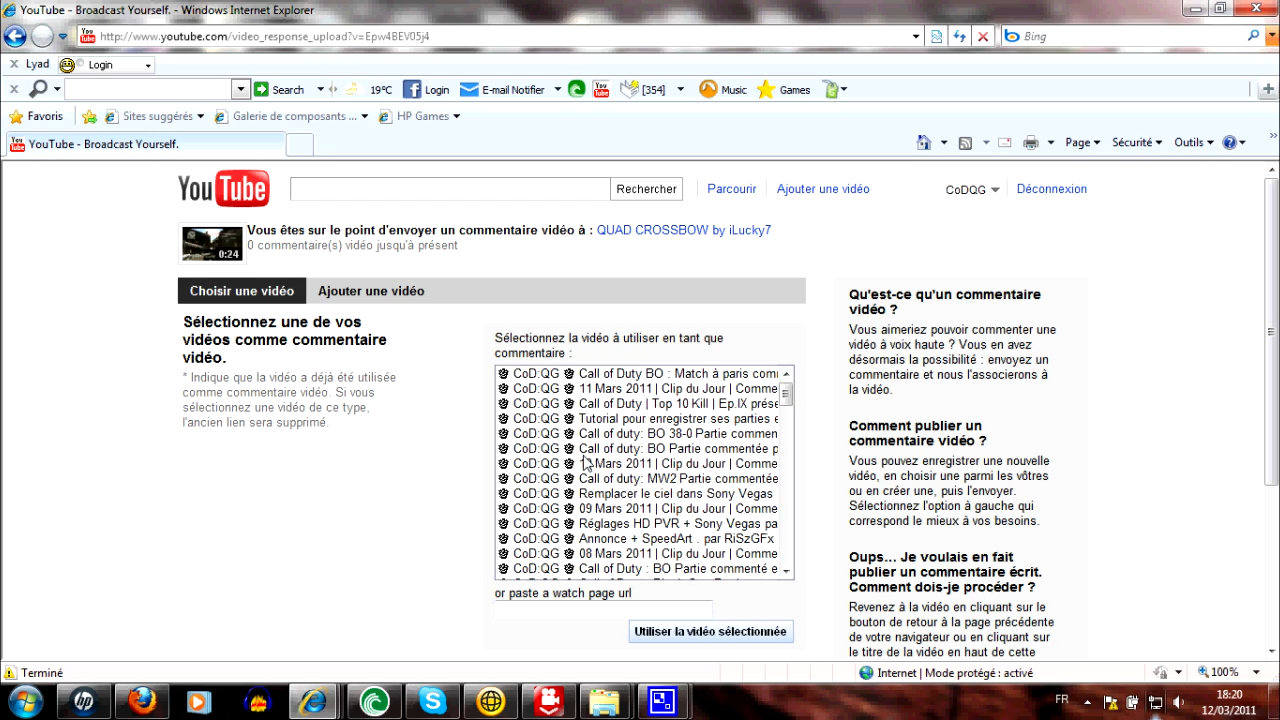 YouTube - Broadcast Yourself. - Windows Internet Explorer
http://www.youtube.com/video_response_upload?v=Epw4BEV05j4
Bing
Lyad Login
Search 19°C Login E-mail Notifier You Tube [354] Music Games
Favoris Sites suggérés Galerie de composants ... HP Games
YouTube - Broadcast Yourself.
Page Sécurité Outils
You Tube Rechercher Parcourir Ajouter une vidéo CoDQG Déconnexion
Vous êtes sur le point d'envoyer un commentaire vidéo à : QUAD CROSSBOW by iLucky7
0 commentaire(s) vidéo jusqu'à présent
0:24
Choisir une vidéo Ajouter une vidéo
Sélectionnez une de vos
vidéos comme commentaire
vidéo.
* Indique que la vidéo a déjà été utilisée
comme commentaire vidéo. Si vous
sélectionnez une vidéo de ce type,
l'ancien lien sera supprimé.
Sélectionnez la vidéo à utiliser en tant que
commentaire :
CoD:QG Call of Duty BO : Match à paris com
CoD:QG 11 Mars 2011 | Clip du Jour | Comme
CoD:QG Call of Duty | Top 10 Kill | Ep.IX prése
CoD:QG Tutorial pour enregistrer ses parties e
CoD:QG Call of duty: BO 38-0 Partie commen
CoD:QG Call of duty: BO Partie commentée p
CoD:QG Mars 2011 | Clip du Jour | Comme
CoD:QG Call of duty: MW2 Partie commentée
CoD:QG Remplacer le ciel dans Sony Vegas
CoD:QG 09 Mars 2011 | Clip du Jour | Comme
CoD:QG Réglages HD PVR + Sony Vegas pa
CoD:QG Annonce + SpeedArt . par RiSzGFx
CoD:QG 08 Mars 2011 | Clip du Jour | Comme
CoD:QG Call of Duty : BO Partie commenté e
or paste a watch page url
Utiliser la vidéo sélectionnée
Qu'est-ce qu'un commentaire
vidéo ?
Vous aimeriez pouvoir commenter une
vidéo à voix haute ? Vous en avez
désormais la possibilité : envoyez un
commentaire et nous l'associerons à
la vidéo.
Comment publier un
commentaire vidéo ?
Vous pouvez enregistrer une nouvelle
vidéo, en choisir une parmi les vôtres
ou en créer une, puis l'envoyer.
Sélectionnez l'option à gauche qui
correspond le mieux à vos besoins.
Oups... Je voulais en fait
publier un commentaire écrit.
Comment dois-je procéder ?
Revenez à la vidéo en cliquant sur le
bouton de retour à la page précédente
de votre navigateur ou en cliquant sur
le titre de la vidéo en haut de cette
Terminé Internet | Mode protégé : activé 100%
FR 18:20
12/03/2011